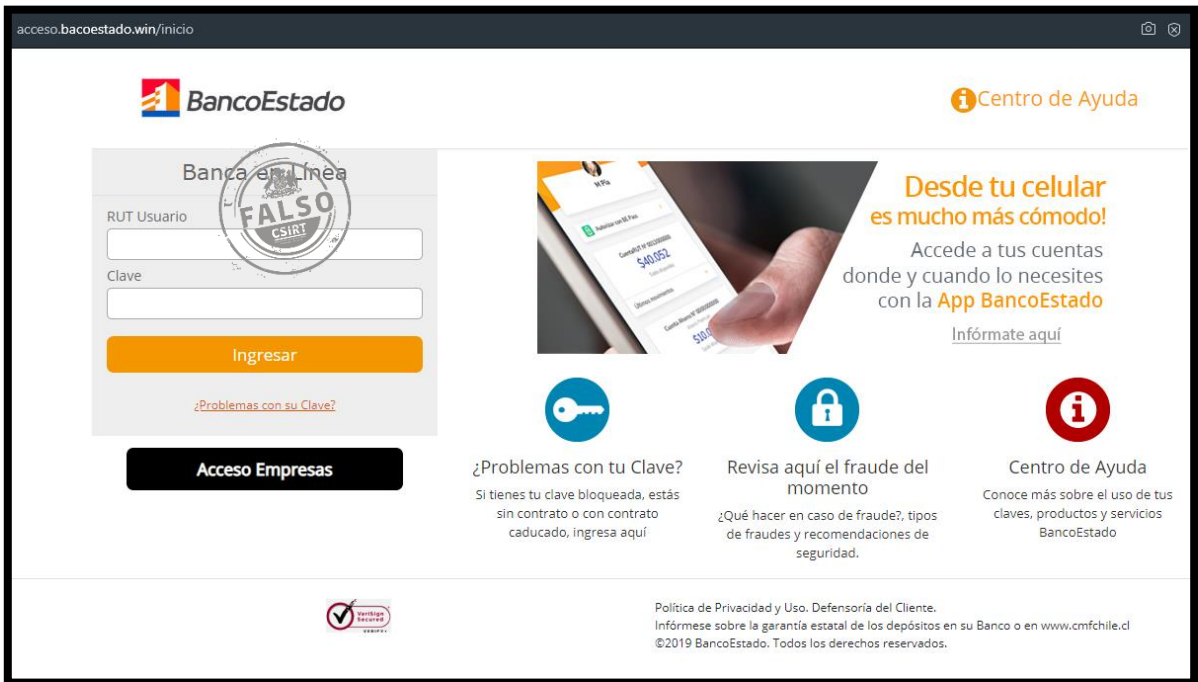 acceso.bacoestado.win/inicio
BancoEstado
Centro de Ayuda
Banca en Línea
FALSO
CSIRT
RUT Usuario
Clave
Ingresar
¿Problemas con su Clave?
Acceso Empresas
M Pía
$40.052
Últimos movimientos
Desde tu celular
es mucho más cómodo!
Accede a tus cuentas
donde y cuando lo necesites
con la App BancoEstado
Infórmate aquí
¿Problemas con tu Clave?
Si tienes tu clave bloqueada, estás
sin contrato o con contrato
caducado, ingresa aquí
Revisa aquí el fraude del
momento
¿Qué hacer en caso de fraude?, tipos
de fraudes y recomendaciones de
seguridad.
Centro de Ayuda
Conoce más sobre el uso de tus
claves, productos y servicios
BancoEstado
VeriSign
Secured
Política de Privacidad y Uso. Defensoría del Cliente.
Infórmese sobre la garantía estatal de los depósitos en su Banco o en www.cmfchile.cl
©2019 BancoEstado. Todos los derechos reservados.